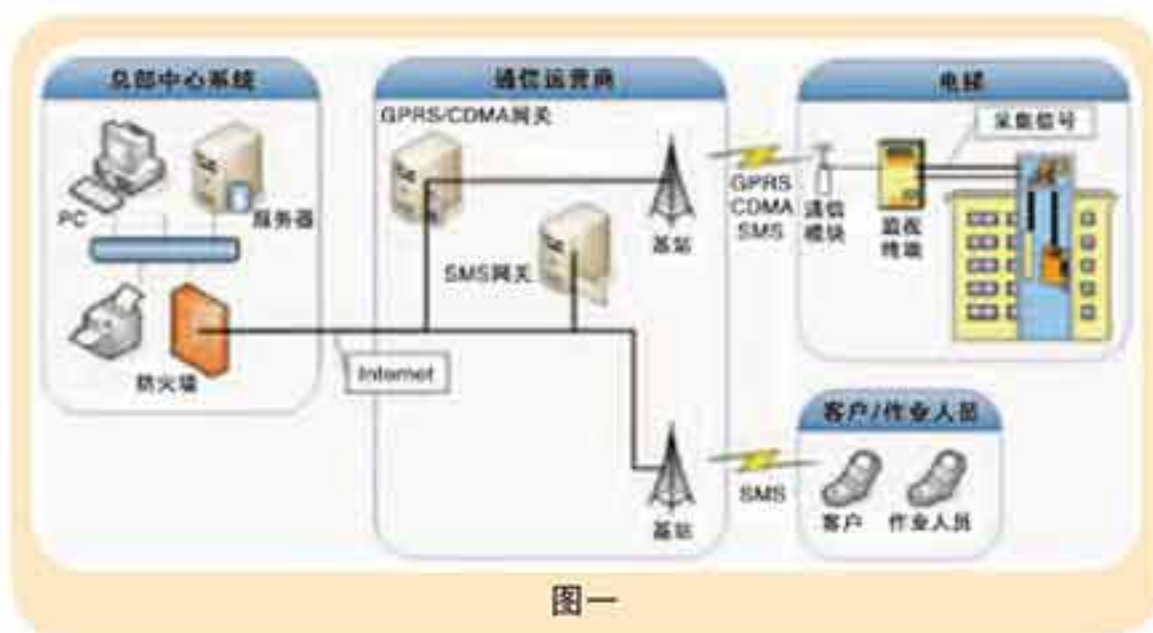 总部中心系统
PC
服务器
防火墙
Internet
通信运营商
GPRS/CDMA网关
SMS网关
基站
基站
GPRS
CDMA
SMS
SMS
电梯
采集信号
通信
模块
监视
终端
客户/作业人员
客户
作业人员
图一